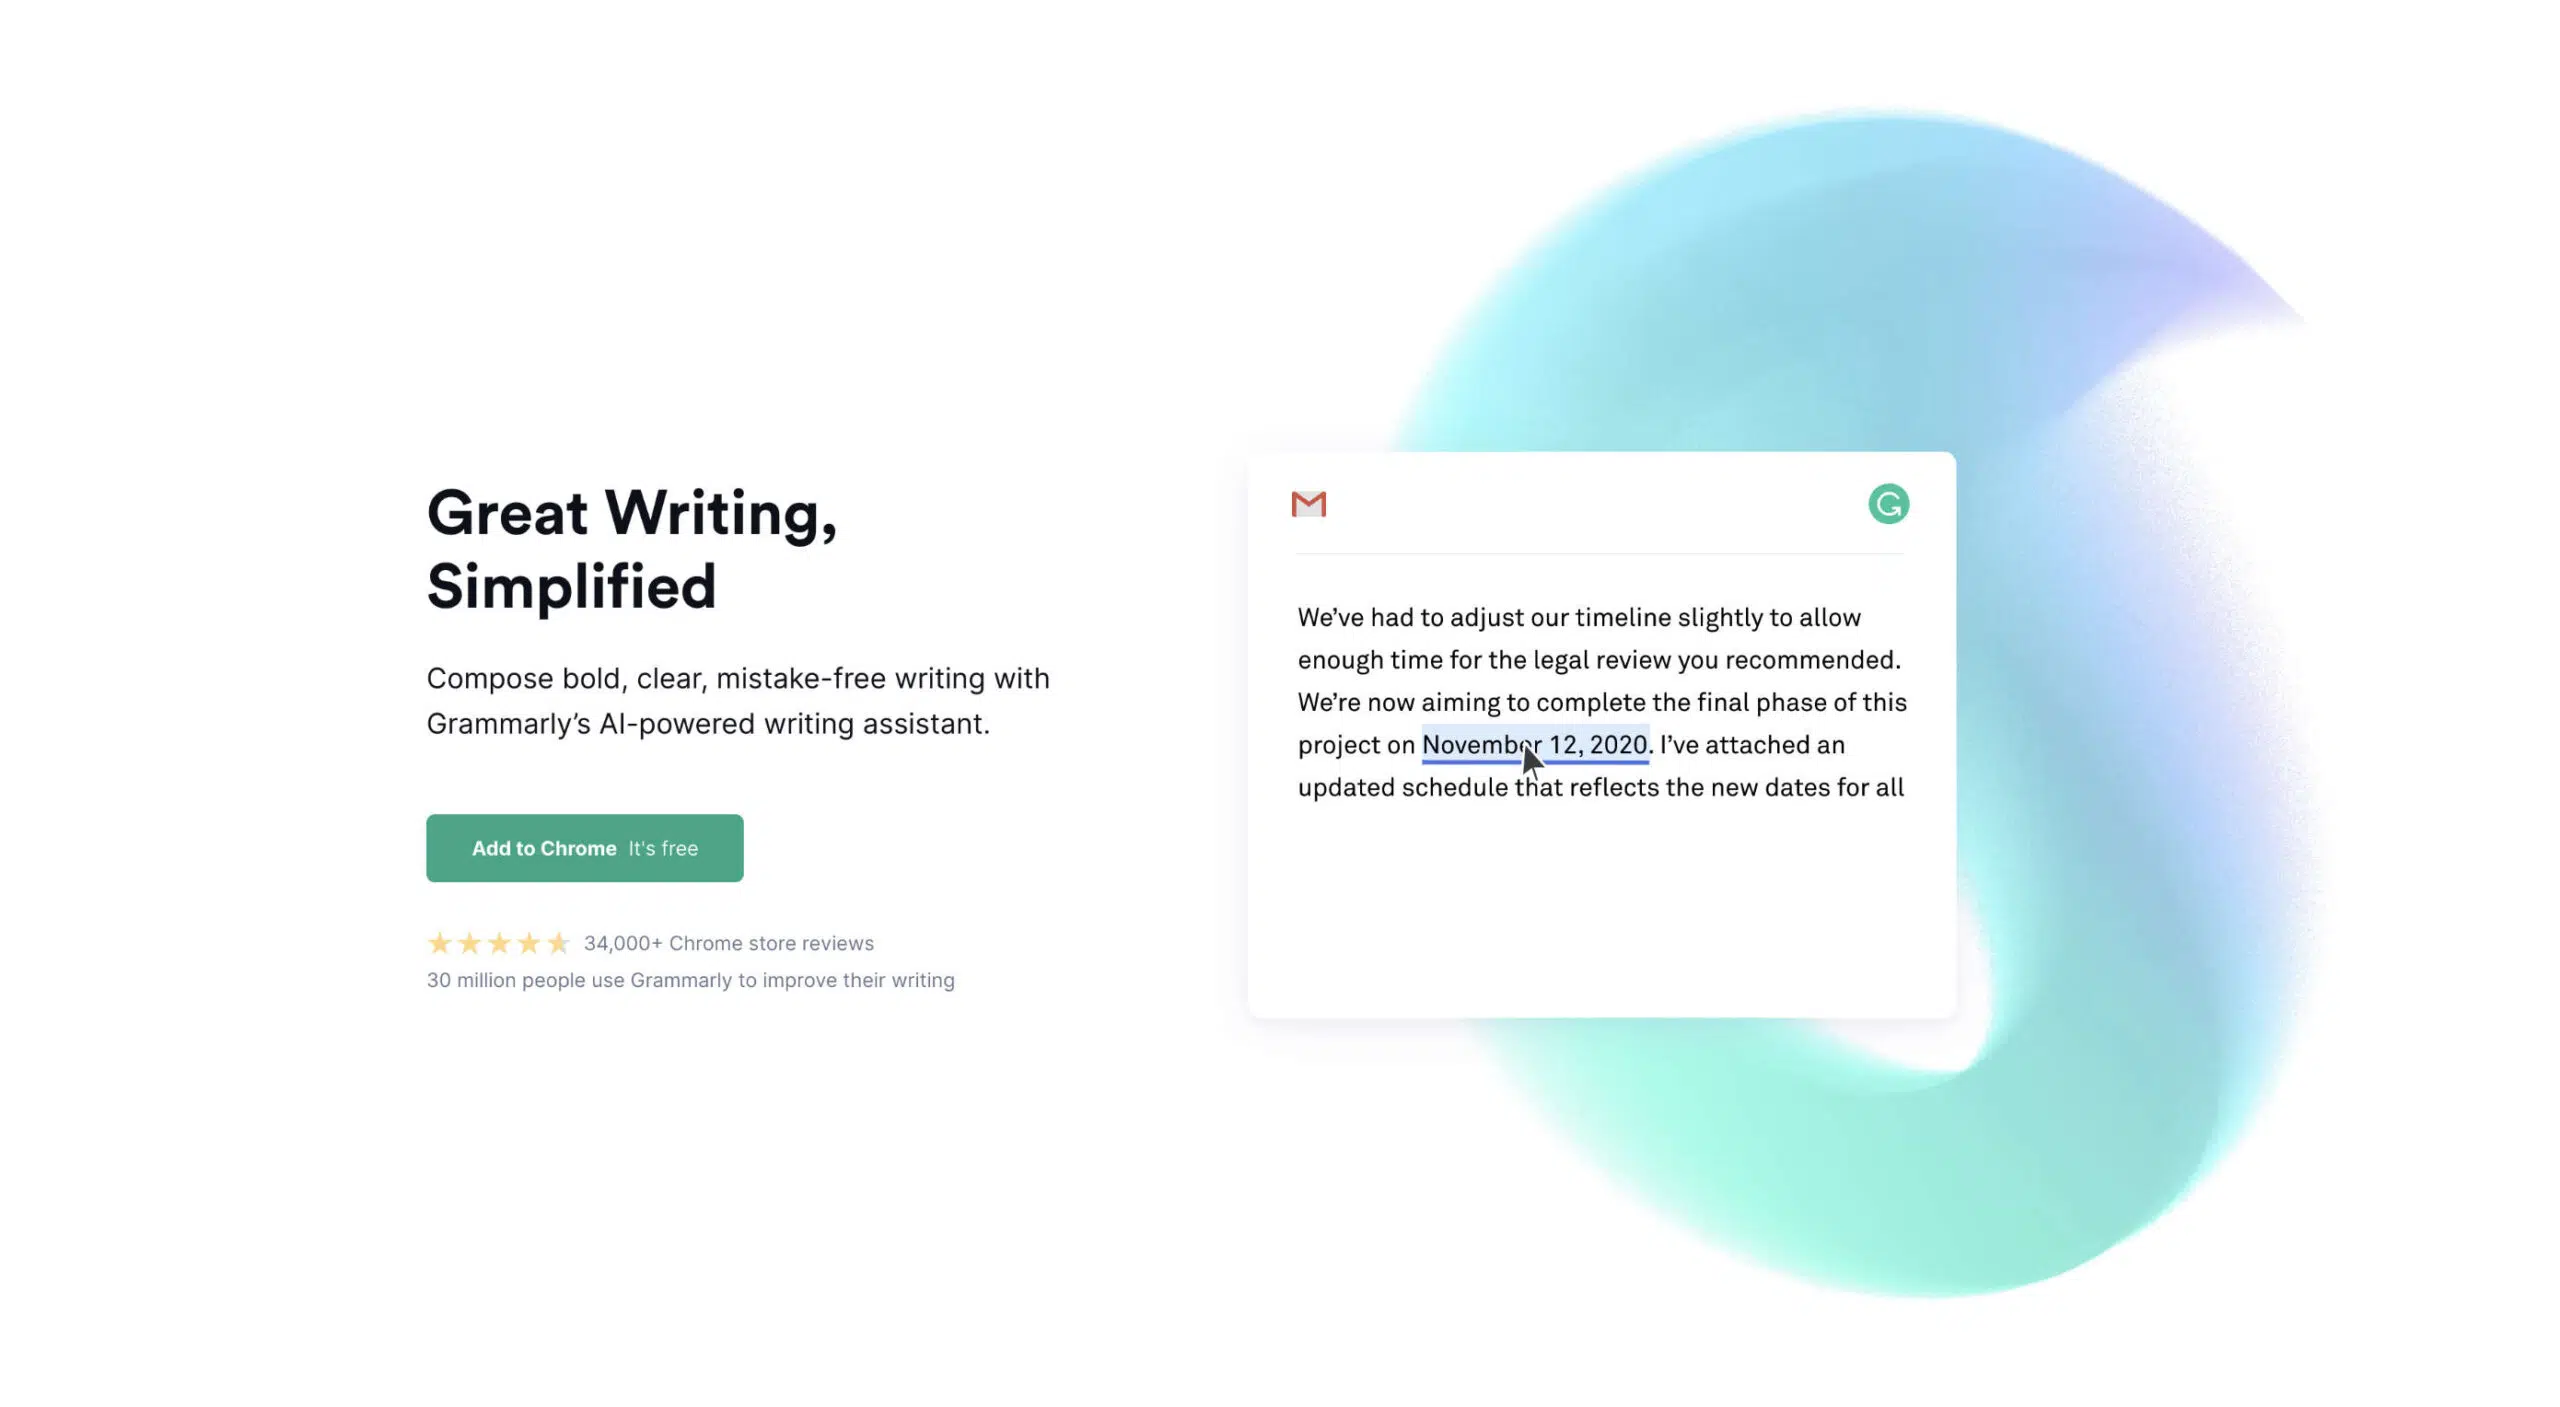 Great Writing,
Simplified
Compose bold, clear, mistake-free writing with
Grammarly’s AI-powered writing assistant.
Add to Chrome It's free
34,000+ Chrome store reviews
30 million people use Grammarly to improve their writing
We’ve had to adjust our timeline slightly to allow
enough time for the legal review you recommended.
We’re now aiming to complete the final phase of this
project on November 12, 2020. I’ve attached an
updated schedule that reflects the new dates for all